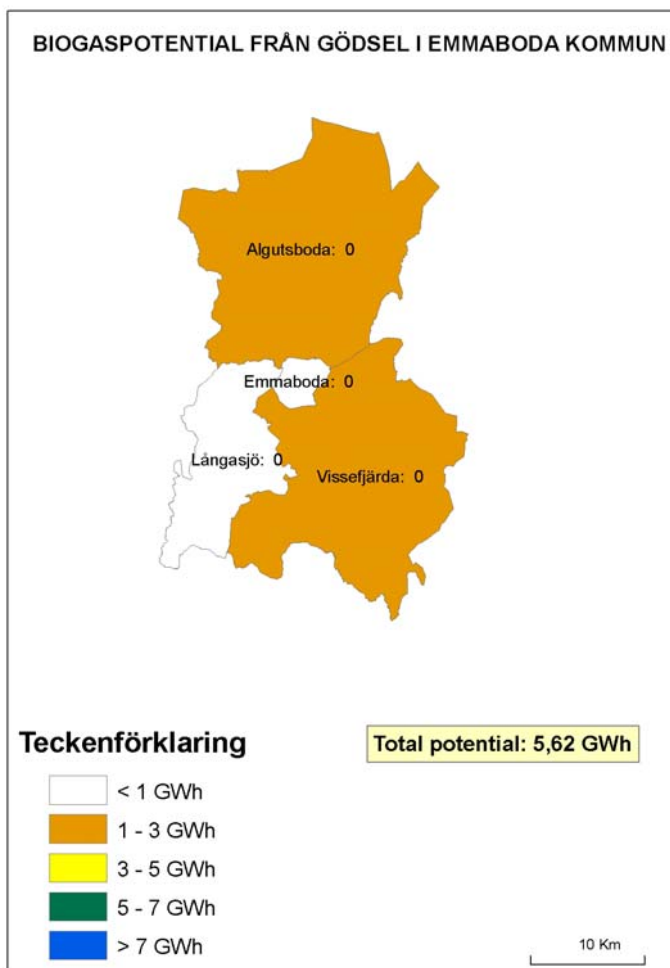 BIOGASPOTENTIAL FRÅN GÖDSEL I EMMABODA KOMMUN
Algutsboda: 0
Emmaboda: 0
Långasjö: 0
Vissefjärda: 0
Teckenförklaring
Total potential: 5,62 GWh
< 1 GWh
1 - 3 GWh
3 - 5 GWh
5 - 7 GWh
> 7 GWh
10 Km